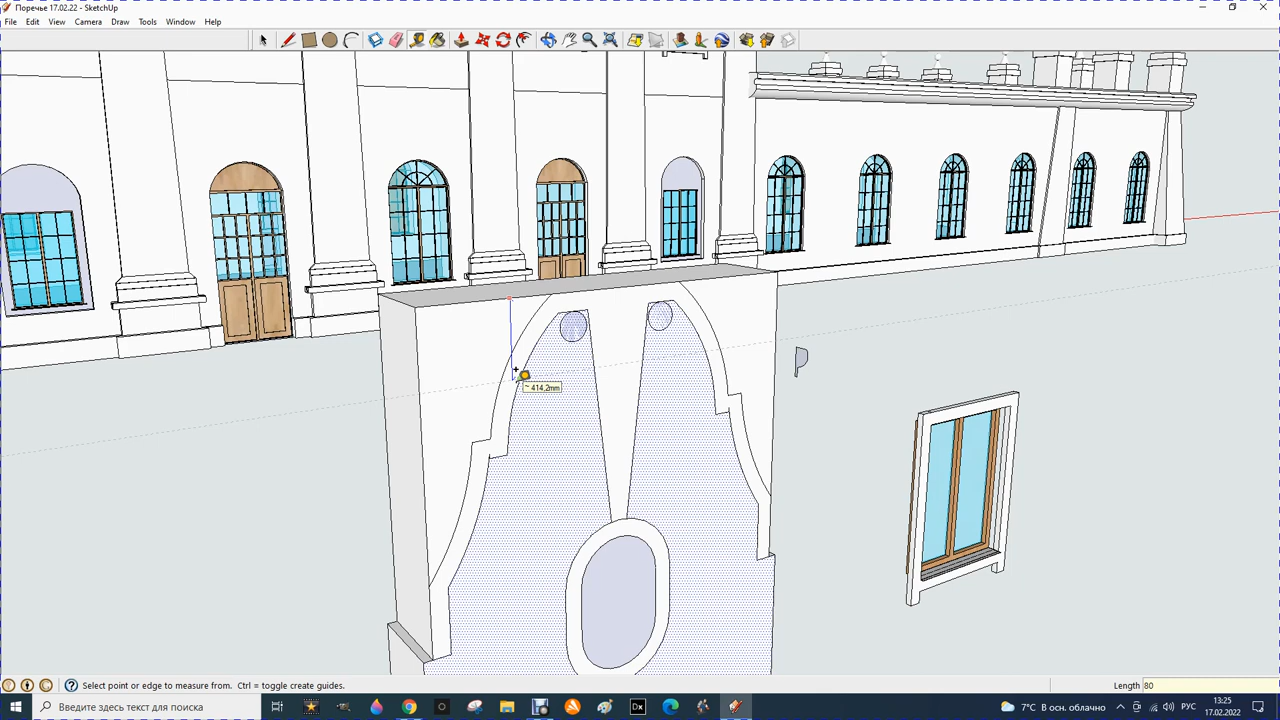 Поречье 17.02.22 - SketchUp
File Edit View Camera Draw Tools Window Help
~ 414,2mm
Select point or edge to measure from. Ctrl = toggle create guides.
Length 80
Введите здесь текст для поиска
Dx
7°C В осн. облачно
РУС
13:25
17.02.2022